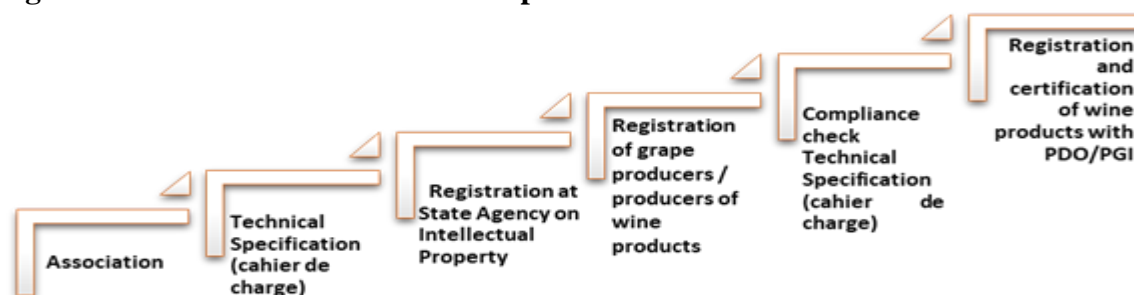 Association
Technical
Specification
(cahier de
charge)
Registration at
State Agency on
Intellectual
Property
Registration
of grape
producers /
producers of
wine
products
Compliance
check
Technical
Specification
(cahier de
charge)
Registration
and
certification
of wine
products with
PDO/PGI